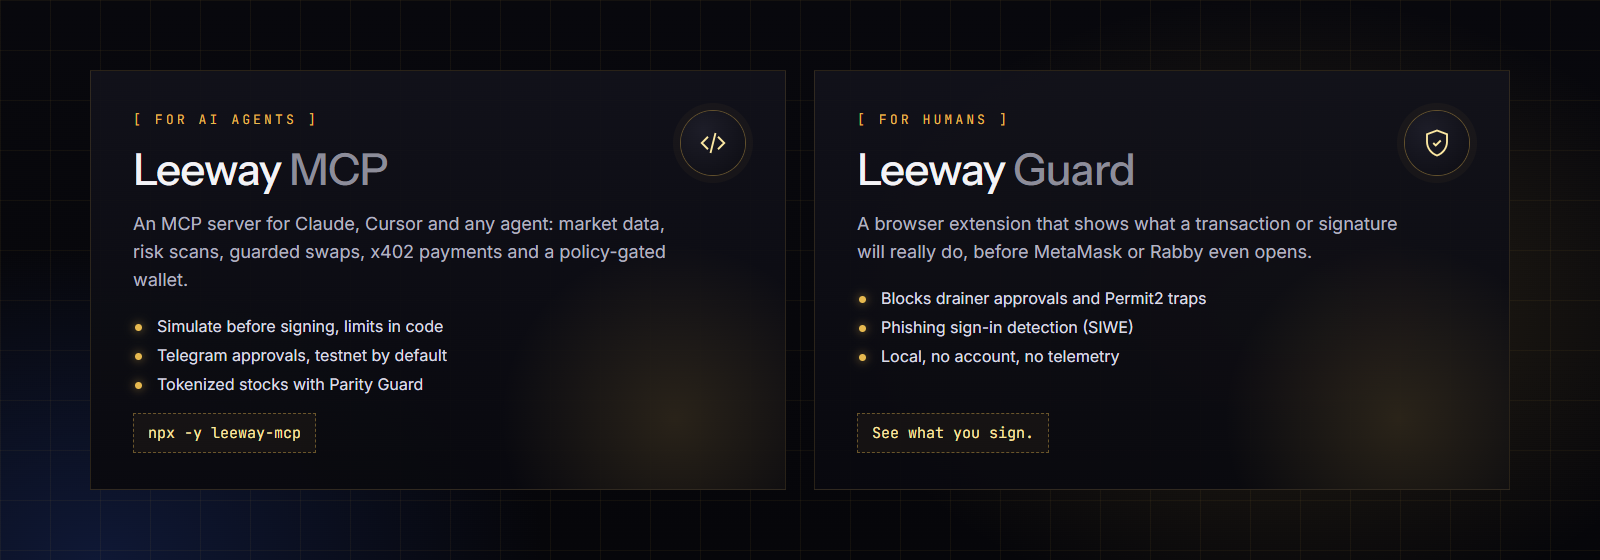 [ FOR AI AGENTS ]
Leeway MCP
An MCP server for Claude, Cursor and any agent: market data,
risk scans, guarded swaps, x402 payments and a policy-gated
wallet.
Simulate before signing, limits in code
Telegram approvals, testnet by default
Tokenized stocks with Parity Guard
npx -y leeway-mcp
[ FOR HUMANS ]
Leeway Guard
A browser extension that shows what a transaction or signature
will really do, before MetaMask or Rabby even opens.
Blocks drainer approvals and Permit2 traps
Phishing sign-in detection (SIWE)
Local, no account, no telemetry
See what you sign.